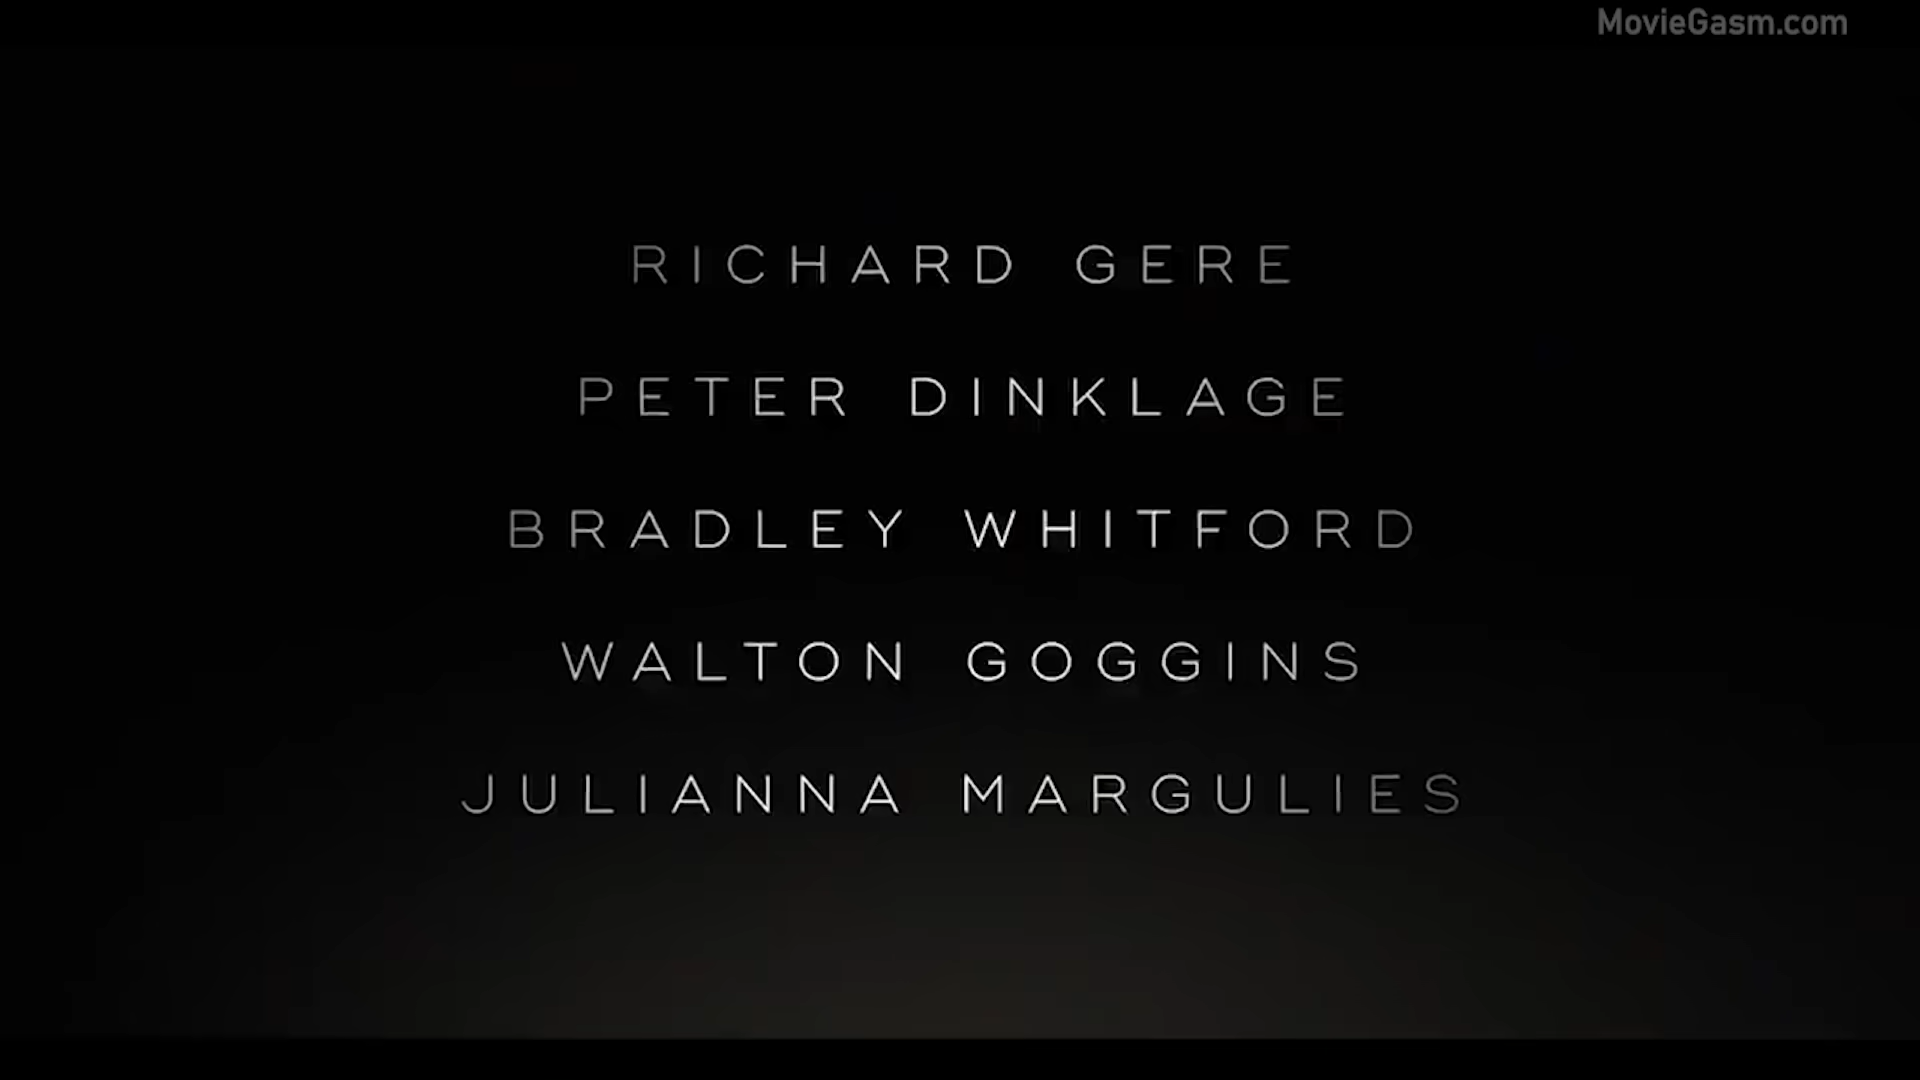 MovieGasm.com
RICHARD GERE
PETER DINKLAGE
BRADLEY WHITFORD
WALTON GOGGINS
JULIANNA MARGULIES